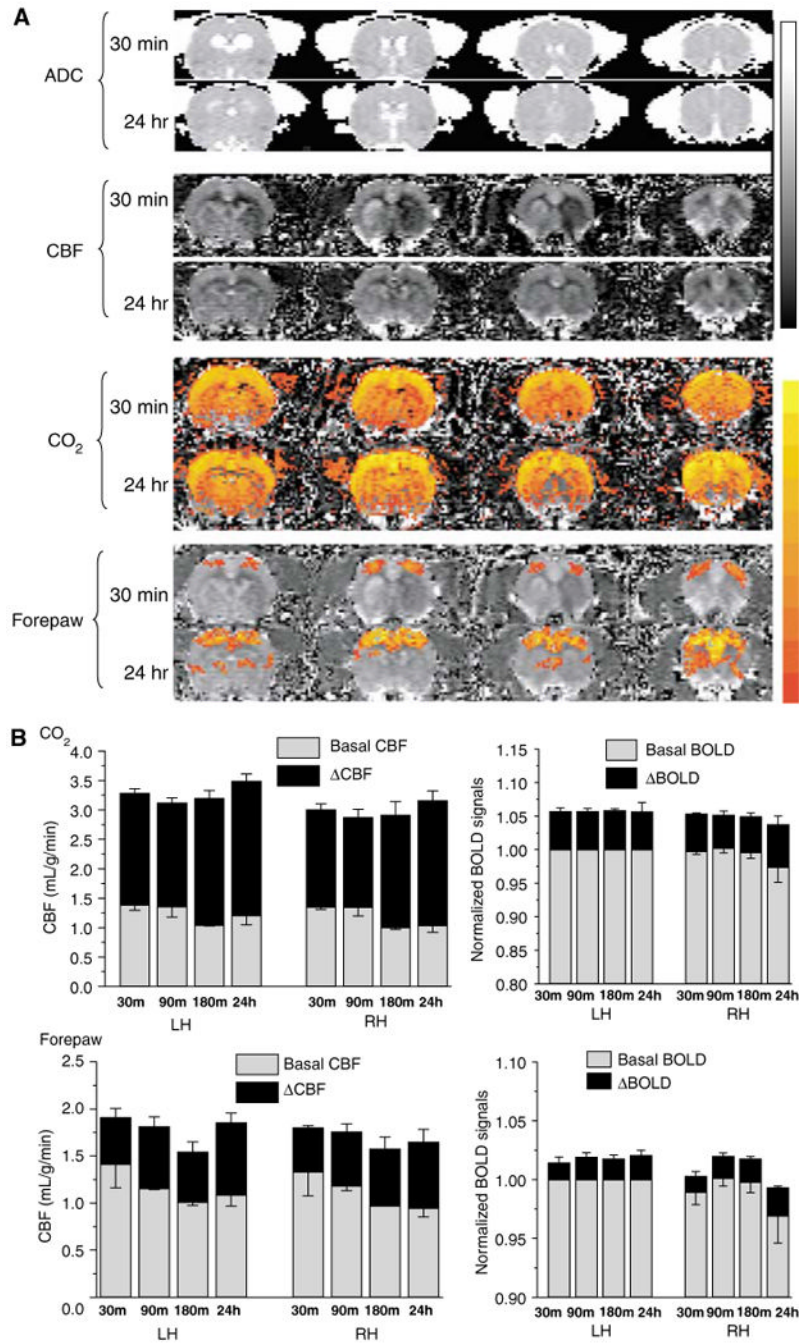 A
30 min
ADC
24 hr
30 min
CBF
24 hr
30 min
CO2
24 hr
30 min
Forepaw
24 hr
B
CO2
Basal CBF
ΔCBF
4.0
3.5
3.0
2.5
2.0
1.5
1.0
0.5
0.0
CBF (mL/g/min)
30m 90m 180m 24h 30m 90m 180m 24h
LH RH
Basal BOLD
ΔBOLD
1.15
1.10
1.05
1.00
0.95
0.90
0.85
0.80
Normalized BOLD signals
30m 90m 180m 24h 30m 90m 180m 24h
LH RH
Forepaw
Basal CBF
ΔCBF
2.5
2.0
1.5
1.0
0.5
0.0
CBF (mL/g/min)
30m 90m 180m 24h 30m 90m 180m 24h
LH RH
Basal BOLD
ΔBOLD
1.10
1.05
1.00
0.95
0.90
Normalized BOLD signals
30m 90m 180m 24h 30m 90m 180m 24h
LH RH